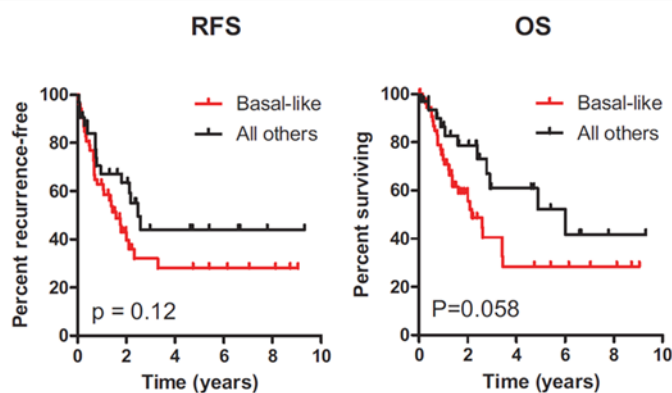 RFS
Percent recurrence-free
100
80
60
40
20
0
Basal-like
All others
p = 0.12
0 2 4 6 8 10
Time (years)
OS
Percent surviving
100
80
60
40
20
0
Basal-like
All others
P=0.058
0 2 4 6 8 10
Time (years)